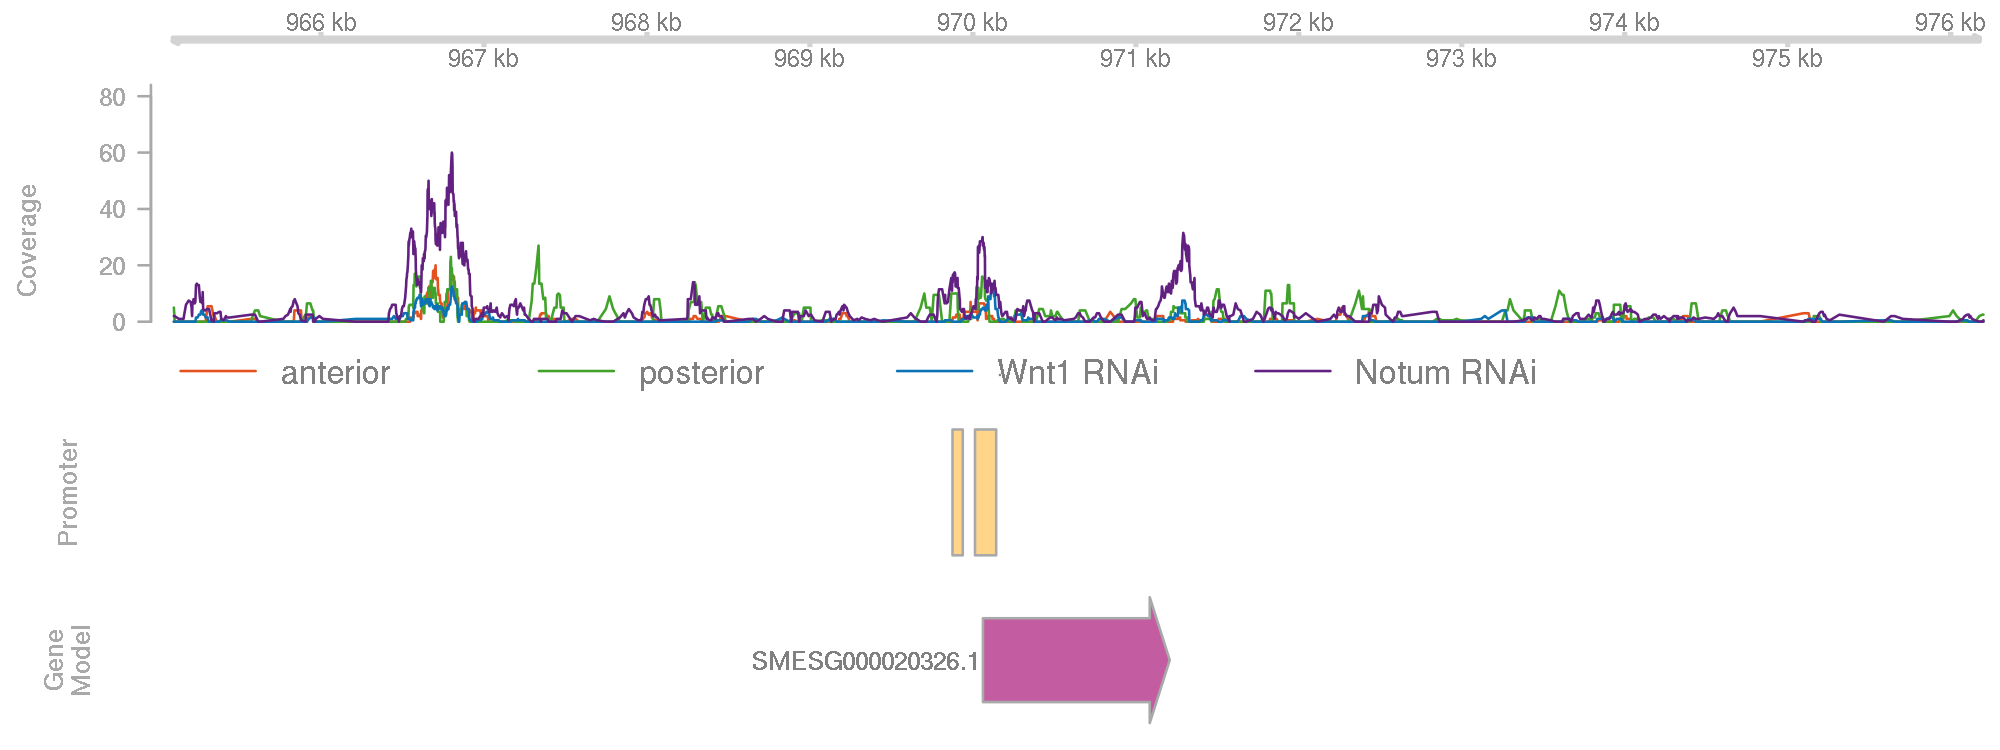 966 kb 968 kb 970 kb 972 kb 974 kb 976 kb
967 kb 969 kb 971 kb 973 kb 975 kb
Coverage
80
60
40
20
0
anterior posterior Wnt1 RNAi Notum RNAi
Promoter
Gene
Model
SMESG000020326.1